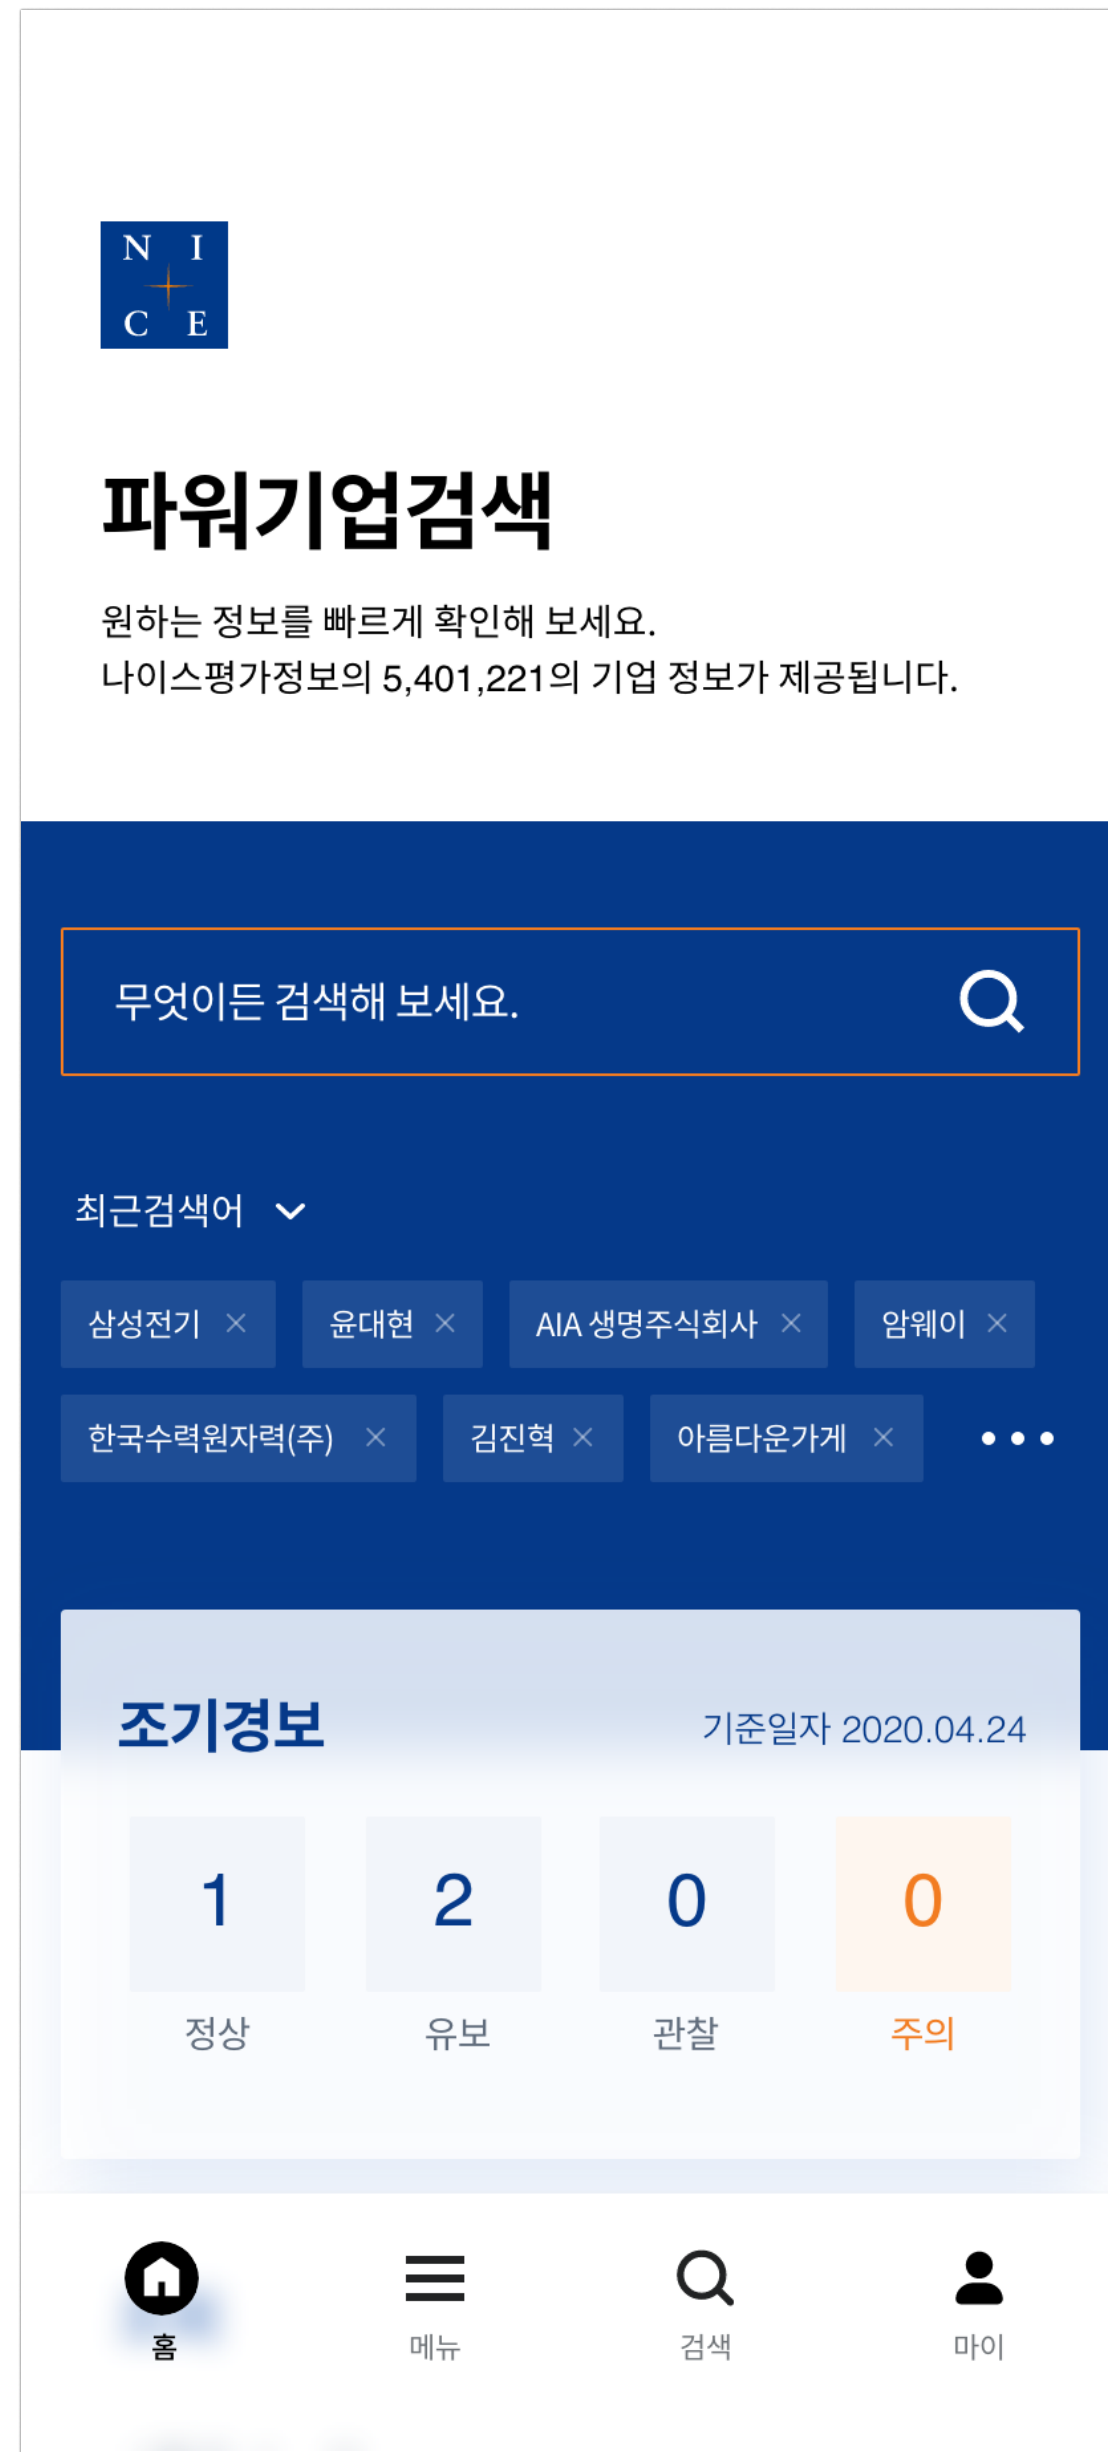 N I
C E
파워기업검색
원하는 정보를 빠르게 확인해 보세요.
나이스평가정보의 5,401,221의 기업 정보가 제공됩니다.
무엇이든 검색해 보세요.
최근검색어
삼성전기 윤대현 AIA 생명주식회사 암웨이
한국수력원자력(주) 김진혁 아름다운가게
조기경보 기준일자 2020.04.24
1 2 0 0
정상 유보 관찰 주의
홈 메뉴 검색 마이